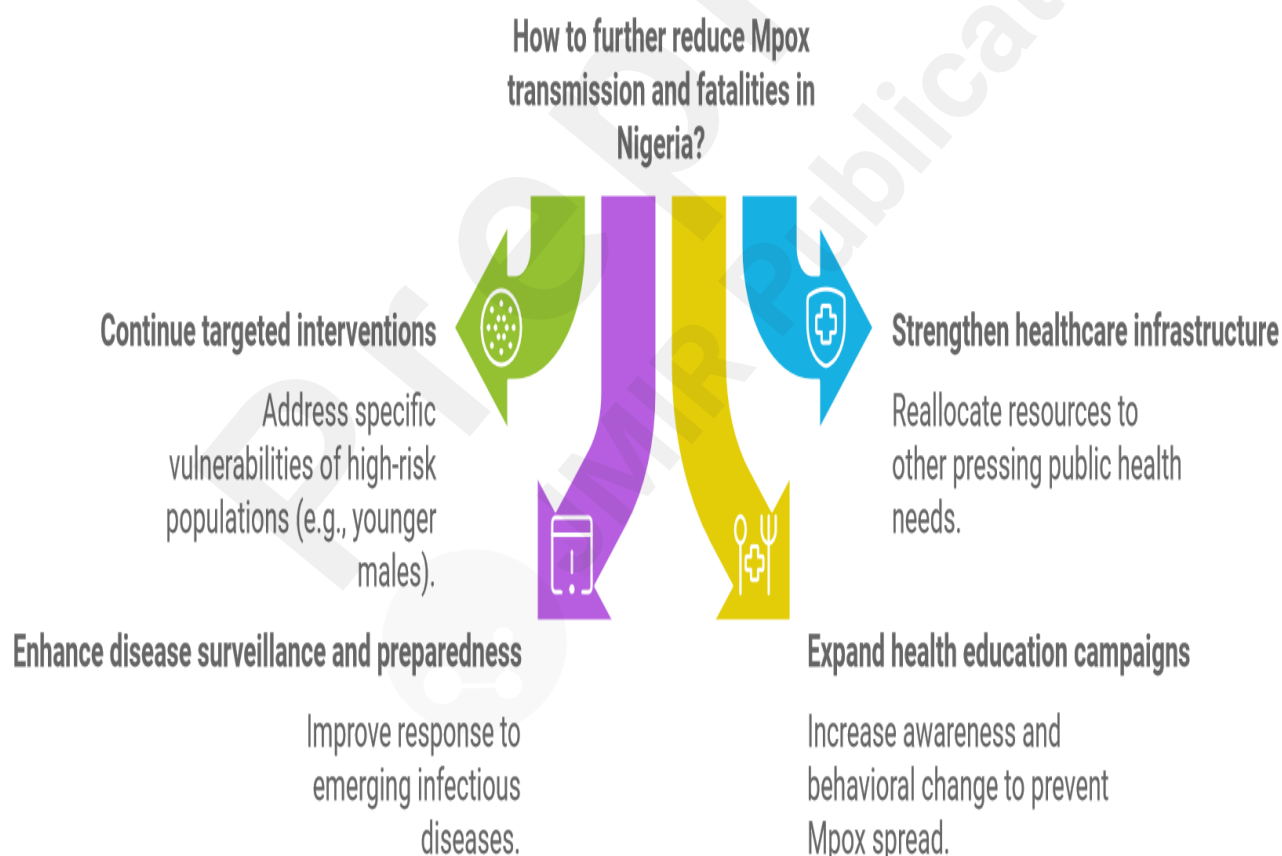 How to further reduce Mpox
transmission and fatalities in
Nigeria?
Continue targeted interventions
Address specific
vulnerabilities of high-risk
populations (e.g., younger
males).
Strengthen healthcare infrastructure
Reallocate resources to
other pressing public health
needs.
Enhance disease surveillance and preparedness
Improve response to
emerging infectious
diseases.
Expand health education campaigns
Increase awareness and
behavioral change to prevent
Mpox spread.
JMIR